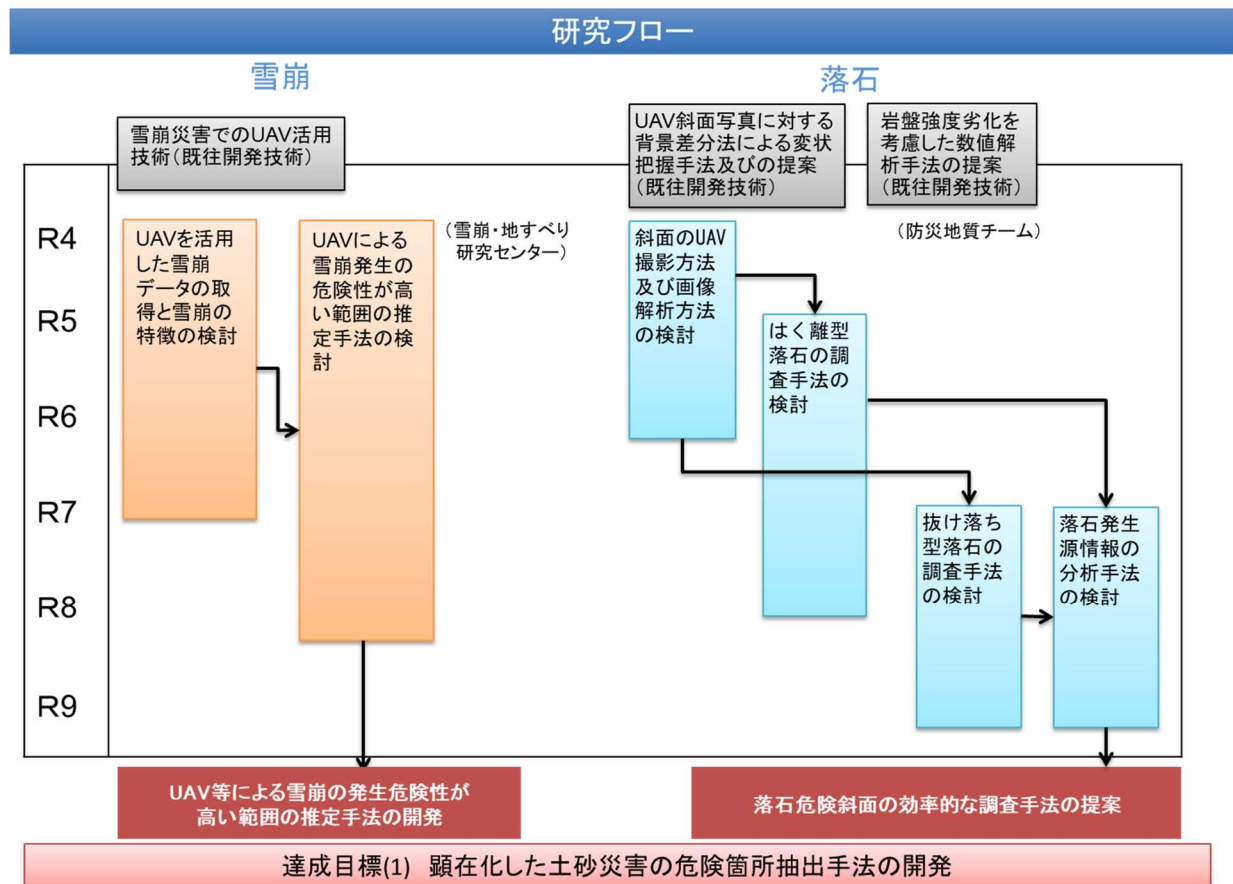 研究フロー
雪崩
落石
雪崩災害でのUAV活用
技術(既往開発技術)
UAV斜面写真に対する
背景差分法による変状
把握手法及びの提案
(既往開発技術)
岩盤強度劣化を
考慮した数値解
析手法の提案
(既往開発技術)
R4
R5
R6
R7
R8
R9
UAVを活用
した雪崩
データの取
得と雪崩の
特徴の検討
UAVによる
雪崩発生の
危険性が高
い範囲の推
定手法の検
討
(雪崩・地すべり
研究センター)
斜面のUAV
撮影方法
及び画像
解析方法
の検討
(防災地質チーム)
はく離型
落石の調
査手法の
検討
抜け落ち
型落石の
調査手法
の検討
落石発生
源情報の
分析手法
の検討
UAV等による雪崩の発生危険性が
高い範囲の推定手法の開発
落石危険斜面の効率的な調査手法の提案
達成目標(1) 顕在化した土砂災害の危険箇所抽出手法の開発